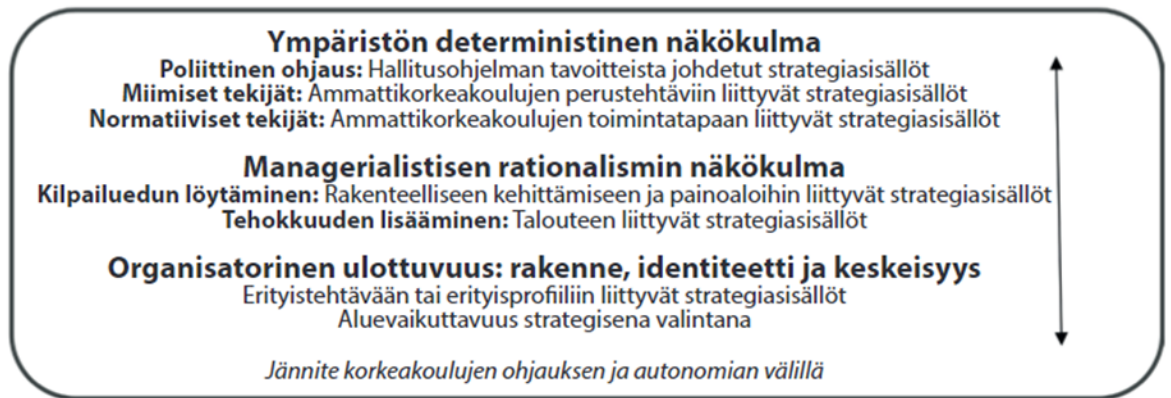 Ympäristön deterministinen näkökulma
Poliittinen ohjaus: Hallitusohjelman tavoitteista johdetut strategiasisällöt
Miimiset tekijät: Ammattikorkeakoulujen perustehtäviin liittyvät strategiasisällöt
Normatiiviset tekijät: Ammattikorkeakoulujen toimintatapaan liittyvät strategiasisällöt
Managerialistisen rationalismin näkökulma
Kilpailuedun löytäminen: Rakenteelliseen kehittämiseen ja painoaloihin liittyvät strategiasisällöt
Tehokkuuden lisääminen: Talouteen liittyvät strategiasisällöt
Organisatorinen ulottuvuus: rakenne, identiteetti ja keskeisyys
Erityistehtävään tai erityisprofiiliin liittyvät strategiasisällöt
Aluevaikuttavuus strategisena valintana
Jännite korkeakoulujen ohjauksen ja autonomian välillä